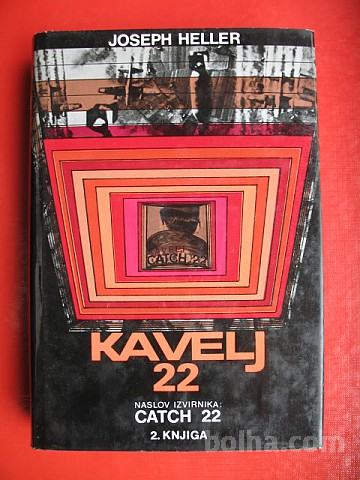 JOSEPH HELLER
CATCH 22
KAVELJ
22
NASLOV IZVIRNIKA:
CATCH 22
2. KNJIGA
bolha.com